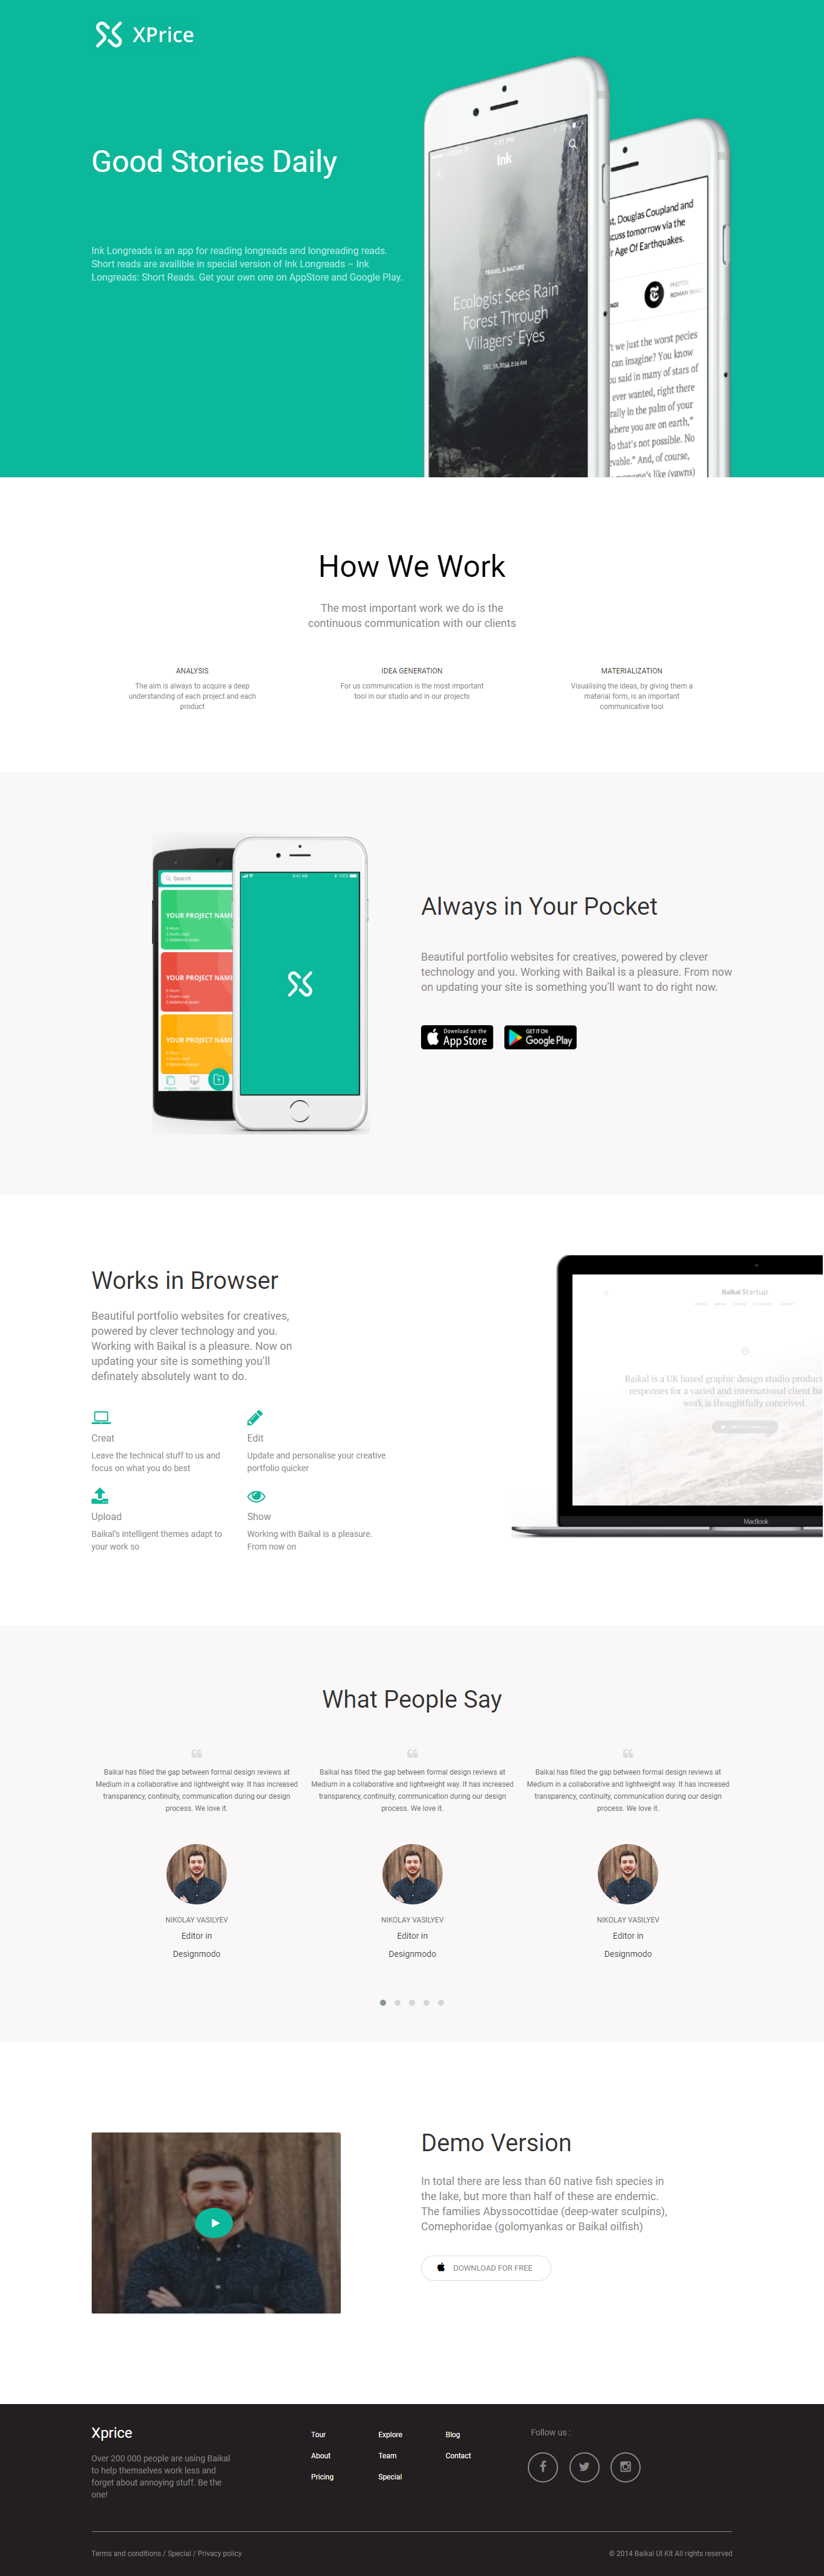 XPrice
Good Stories Daily
Ink Longreads is an app for reading longreads and longreading reads.
Short reads are availible in special version of Ink Longreads – Ink
Longreads: Short Reads. Get your own one on AppStore and Google Play.
4:21 PM
Ink
TRAVEL & NATURE
Ecologist Sees Rain
Forest Through
Villagers' Eyes
DEC 14, 2014, 2:16 AM
st, Douglas Coupland and
cuss tomorrow via the
r Age Of Earthquakes.
PHOTOS
ROMAN
AGE
't we just the worst pecies
can imagine? You know
u said in many of stars of
ever wanted, right there
rally in the palm of your
where you are on earth,"
o that's not possible. No
evable." And, of course,
everyone's like (yawns)
How We Work
The most important work we do is the
continuous communication with our clients
ANALYSIS
The aim is always to acquire a deep
understanding of each project and each
product
IDEA GENERATION
For us communication is the most important
tool in our studio and in our projects
MATERIALIZATION
Visualising the ideas, by giving them a
material form, is an important
communicative tool
Search
YOUR PROJECT NAME
YOUR PROJECT NAME
YOUR PROJECT NAME
9:41 AM
Always in Your Pocket
Beautiful portfolio websites for creatives, powered by clever
technology and you. Working with Baikal is a pleasure. From now
on updating your site is something you'll want to do right now.
Download on the
App Store
GET IT ON
Google Play
Works in Browser
Beautiful portfolio websites for creatives,
powered by clever technology and you.
Working with Baikal is a pleasure. Now on
updating your site is something you'll
definately absolutely want to do.
Creat
Leave the technical stuff to us and
focus on what you do best
Edit
Update and personalise your creative
portfolio quicker
Upload
Baikal's intelligent themes adapt to
your work so
Show
Working with Baikal is a pleasure.
From now on
Baikal Startup
Baikal is a UK based graphic design studio produci
responses for a varied and international client ba
work is thoughtfully conceived.
MacBook
What People Say
Baikal has filled the gap between formal design reviews at
Medium in a collaborative and lightweight way. It has increased
transparency, continuity, communication during our design
process. We love it.
NIKOLAY VASILYEV
Editor in
Designmodo
Baikal has filled the gap between formal design reviews at
Medium in a collaborative and lightweight way. It has increased
transparency, continuity, communication during our design
process. We love it.
NIKOLAY VASILYEV
Editor in
Designmodo
Baikal has filled the gap between formal design reviews at
Medium in a collaborative and lightweight way. It has increased
transparency, continuity, communication during our design
process. We love it.
NIKOLAY VASILYEV
Editor in
Designmodo
Demo Version
In total there are less than 60 native fish species in
the lake, but more than half of these are endemic.
The families Abyssocottidae (deep-water sculpins),
Comephoridae (golomyankas or Baikal oilfish)
DOWNLOAD FOR FREE
Xprice
Over 200 000 people are using Baikal
to help themselves work less and
forget about annoying stuff. Be the
one!
Tour
About
Pricing
Explore
Team
Special
Blog
Contact
Follow us :
Terms and conditions / Special / Privacy policy
© 2014 Baikal UI Kit All rights reserved